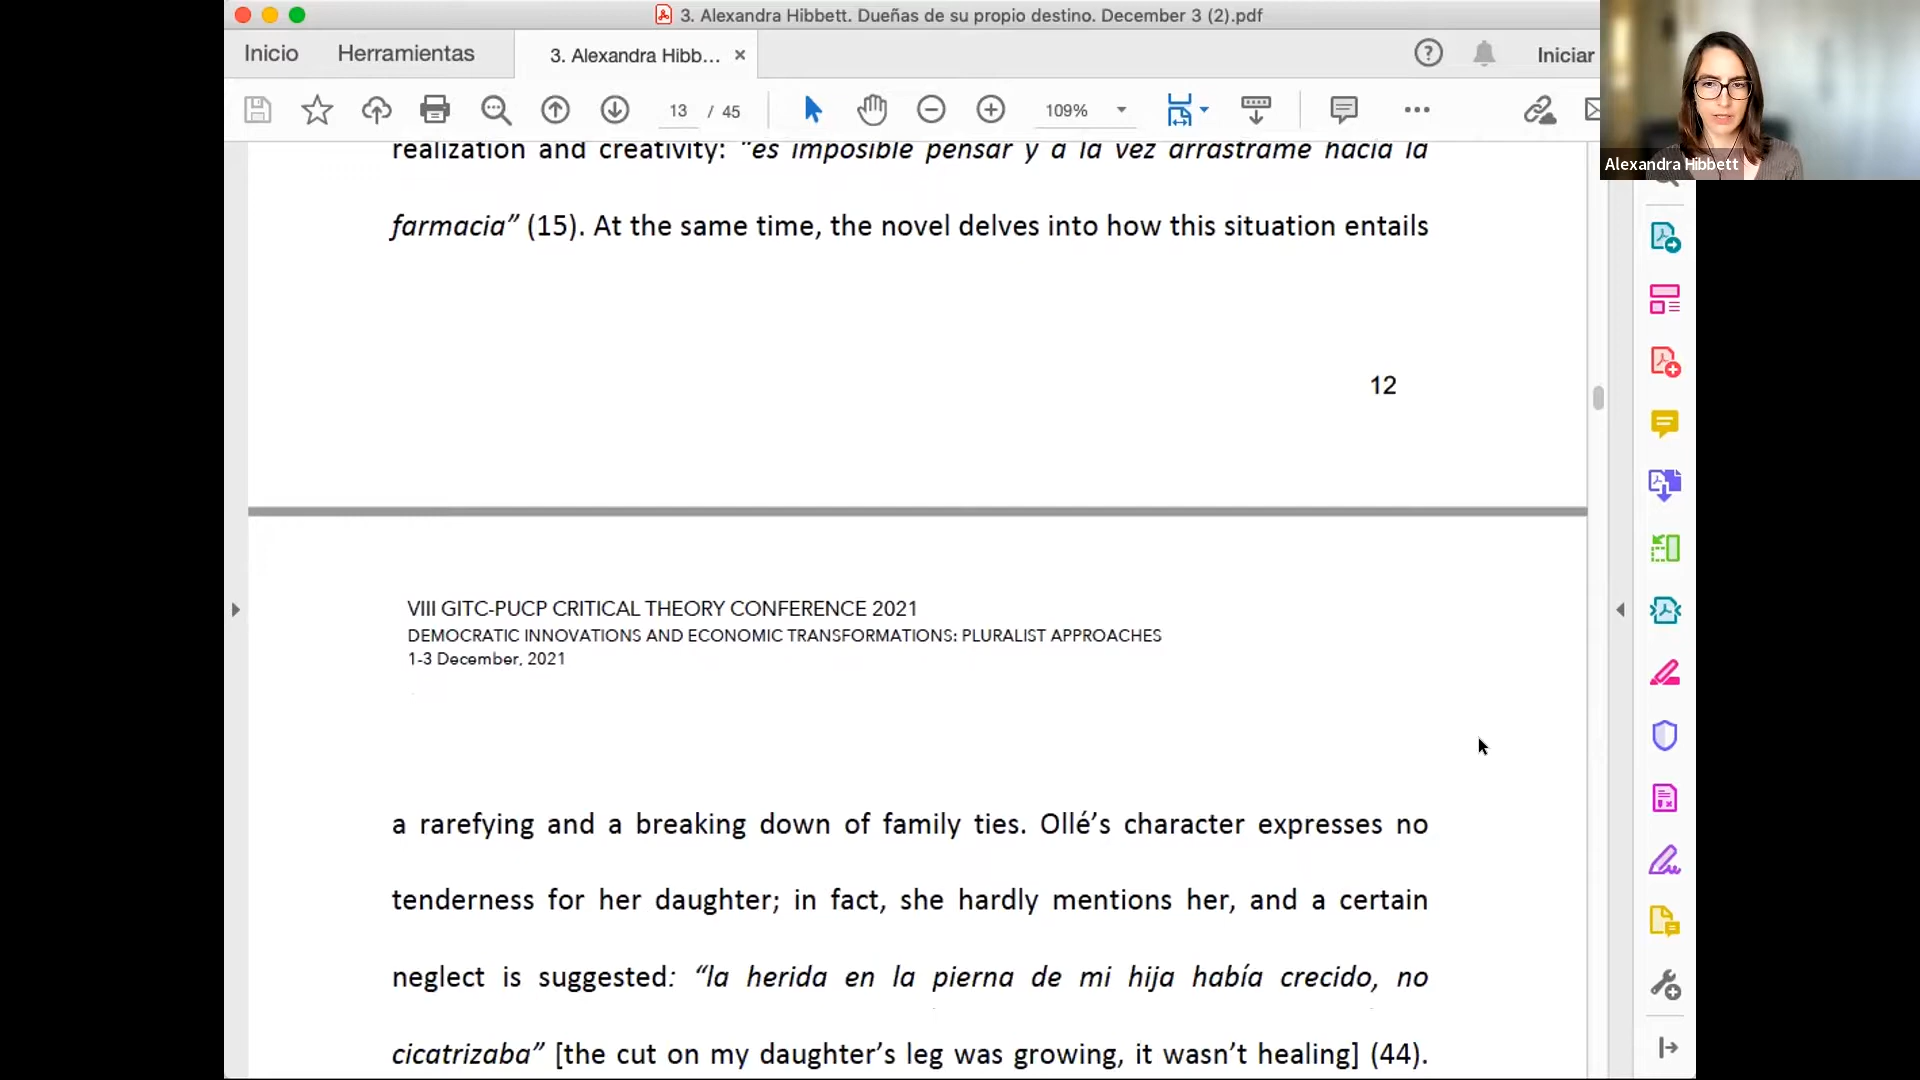 3. Alexandra Hibbett. Dueñas de su propio destino. December 3 (2).pdf
Inicio
Herramientas
3. Alexandra Hibb...
Iniciar
13 / 45
109%
Alexandra Hibbett
realization and creativity: “es imposible pensar y a la vez arrastrame hacia la
farmacia” (15). At the same time, the novel delves into how this situation entails
12
VIII GITC-PUCP CRITICAL THEORY CONFERENCE 2021
DEMOCRATIC INNOVATIONS AND ECONOMIC TRANSFORMATIONS: PLURALIST APPROACHES
1-3 December, 2021
a rarefying and a breaking down of family ties. Ollé’s character expresses no
tenderness for her daughter; in fact, she hardly mentions her, and a certain
neglect is suggested: “la herida en la pierna de mi hija había crecido, no
cicatrizaba” [the cut on my daughter’s leg was growing, it wasn’t healing] (44).